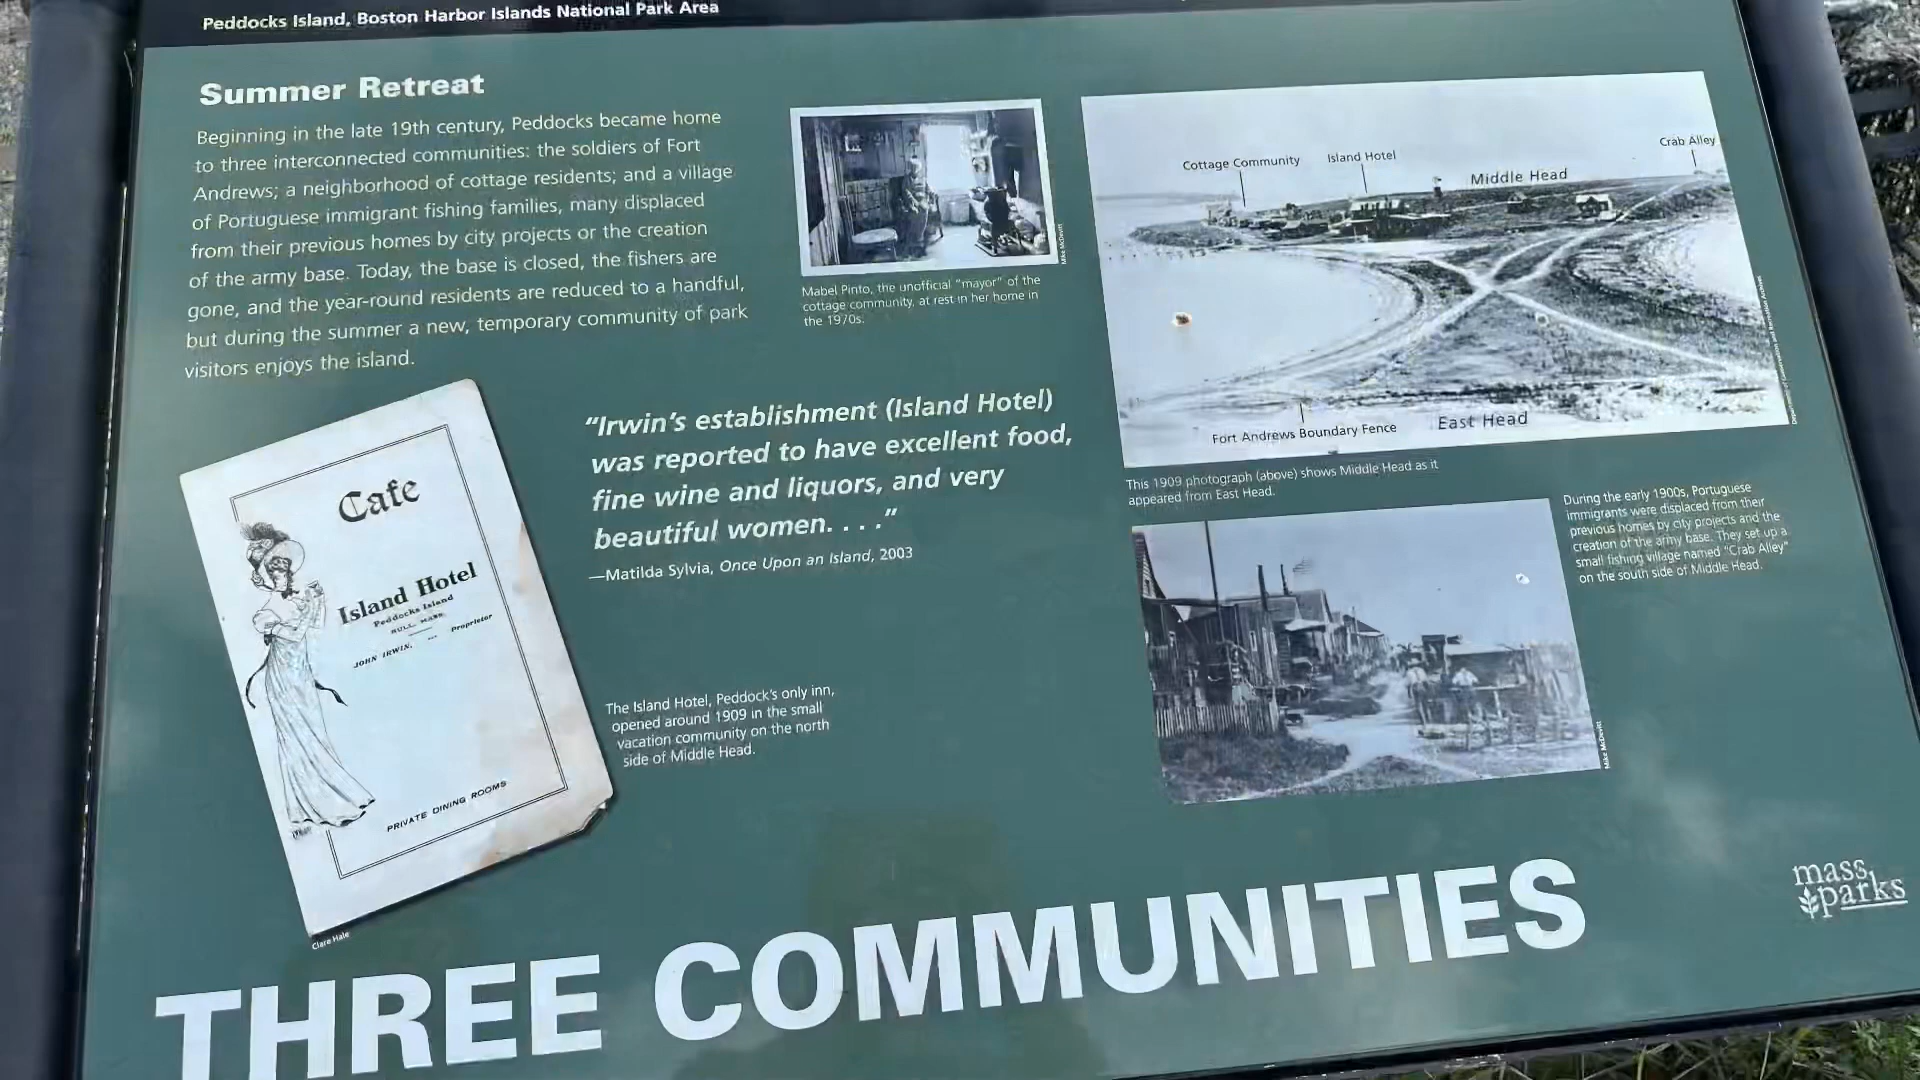 Peddocks Island, Boston Harbor Islands National Park Area
Summer Retreat
Beginning in the late 19th century, Peddocks became home
to three interconnected communities: the soldiers of Fort
Andrews; a neighborhood of cottage residents; and a village
of Portuguese immigrant fishing families, many displaced
from their previous homes by city projects or the creation
of the army base. Today, the base is closed, the fishers are
gone, and the year-round residents are reduced to a handful,
but during the summer a new, temporary community of park
visitors enjoys the island.
Mike McDevitt
Mabel Pinto, the unofficial "mayor" of the
cottage community, at rest in her home in
the 1970s.
Cottage Community
Island Hotel
Middle Head
Crab Alley
Fort Andrews Boundary Fence
East Head
Department of Conservation and Recreation Archives
This 1909 photograph (above) shows Middle Head as it
appeared from East Head.
"Irwin's establishment (Island Hotel)
was reported to have excellent food,
fine wine and liquors, and very
beautiful women. . . ."
—Matilda Sylvia, Once Upon an Island, 2003
Cafe
Island Hotel
Peddocks Island
HULL, MASS.
JOHN IRWIN, ... Proprietor
PRIVATE DINING ROOMS
Clare Hale
The Island Hotel, Peddock's only inn,
opened around 1909 in the small
vacation community on the north
side of Middle Head.
During the early 1900s, Portuguese
immigrants were displaced from their
previous homes by city projects and the
creation of the army base. They set up a
small fishing village named "Crab Alley"
on the south side of Middle Head.
Mike McDevitt
THREE COMMUNITIES
mass
parks